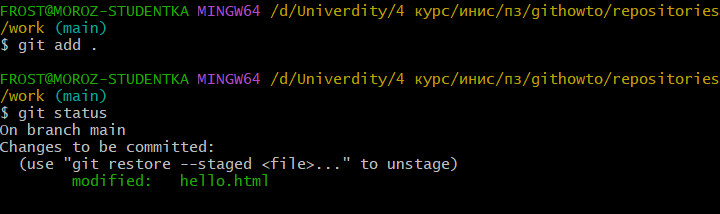 FROST@MOROZ-STUDENTKA MINGW64 /d/Univerdity/4 курс/инис/пз/githowto/repositories
/work (main)
$ git add .
FROST@MOROZ-STUDENTKA MINGW64 /d/Univerdity/4 курс/инис/пз/githowto/repositories
/work (main)
$ git status
On branch main
Changes to be committed:
  (use "git restore --staged <file>..." to unstage)
        modified:   hello.html